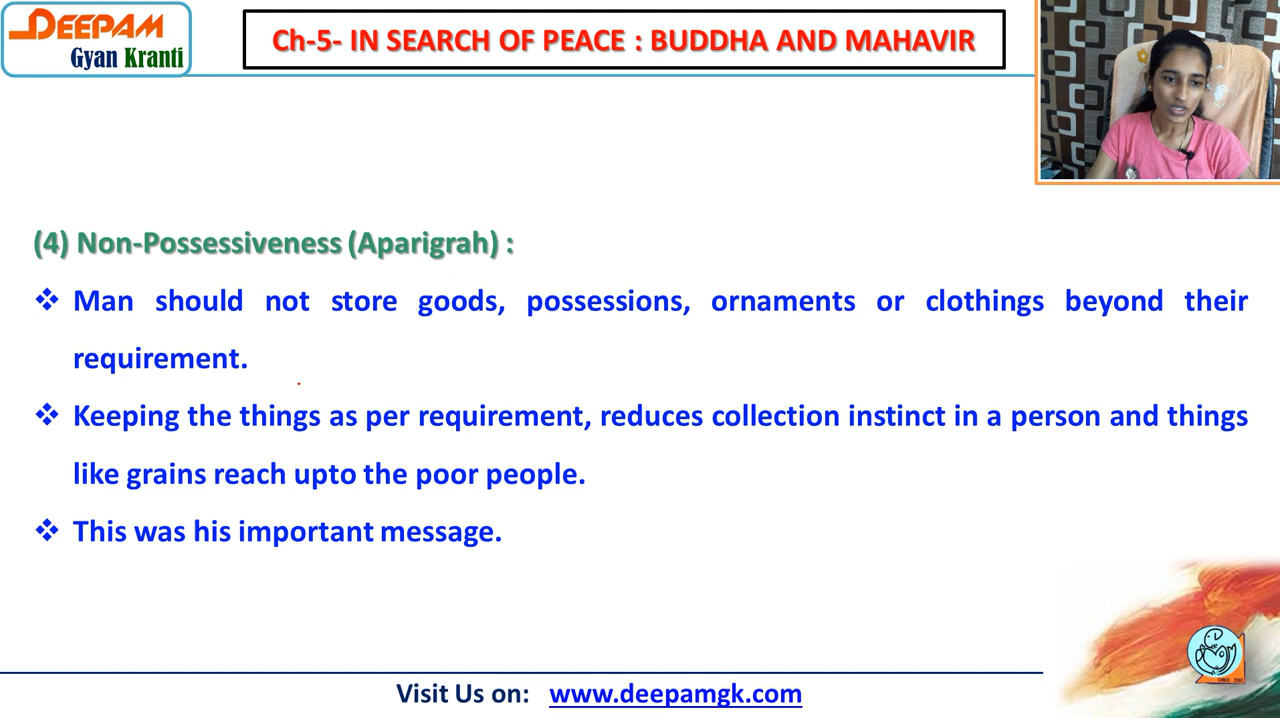 DEEPAM
Gyan Kranti
Ch-5- IN SEARCH OF PEACE : BUDDHA AND MAHAVIR
(4) Non-Possessiveness (Aparigrah) :
❖ Man should not store goods, possessions, ornaments or clothings beyond their
requirement.
❖ Keeping the things as per requirement, reduces collection instinct in a person and things
like grains reach upto the poor people.
❖ This was his important message.
SINCE 2001
Visit Us on: www.deepamgk.com